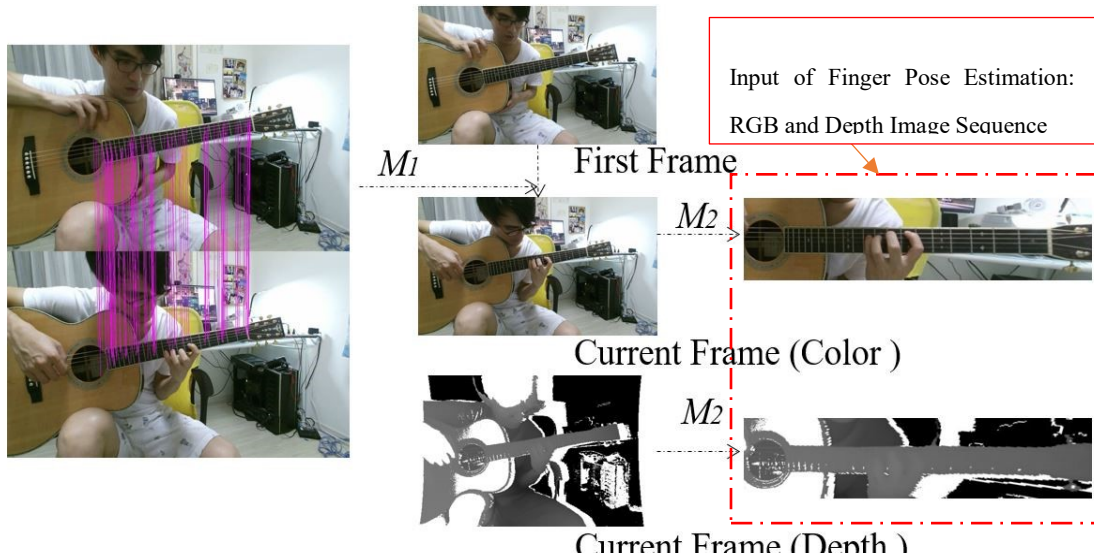 Input of Finger Pose Estimation:
RGB and Depth Image Sequence
M1
First Frame
M2
Current Frame (Color )
M2
Current Frame (Depth )